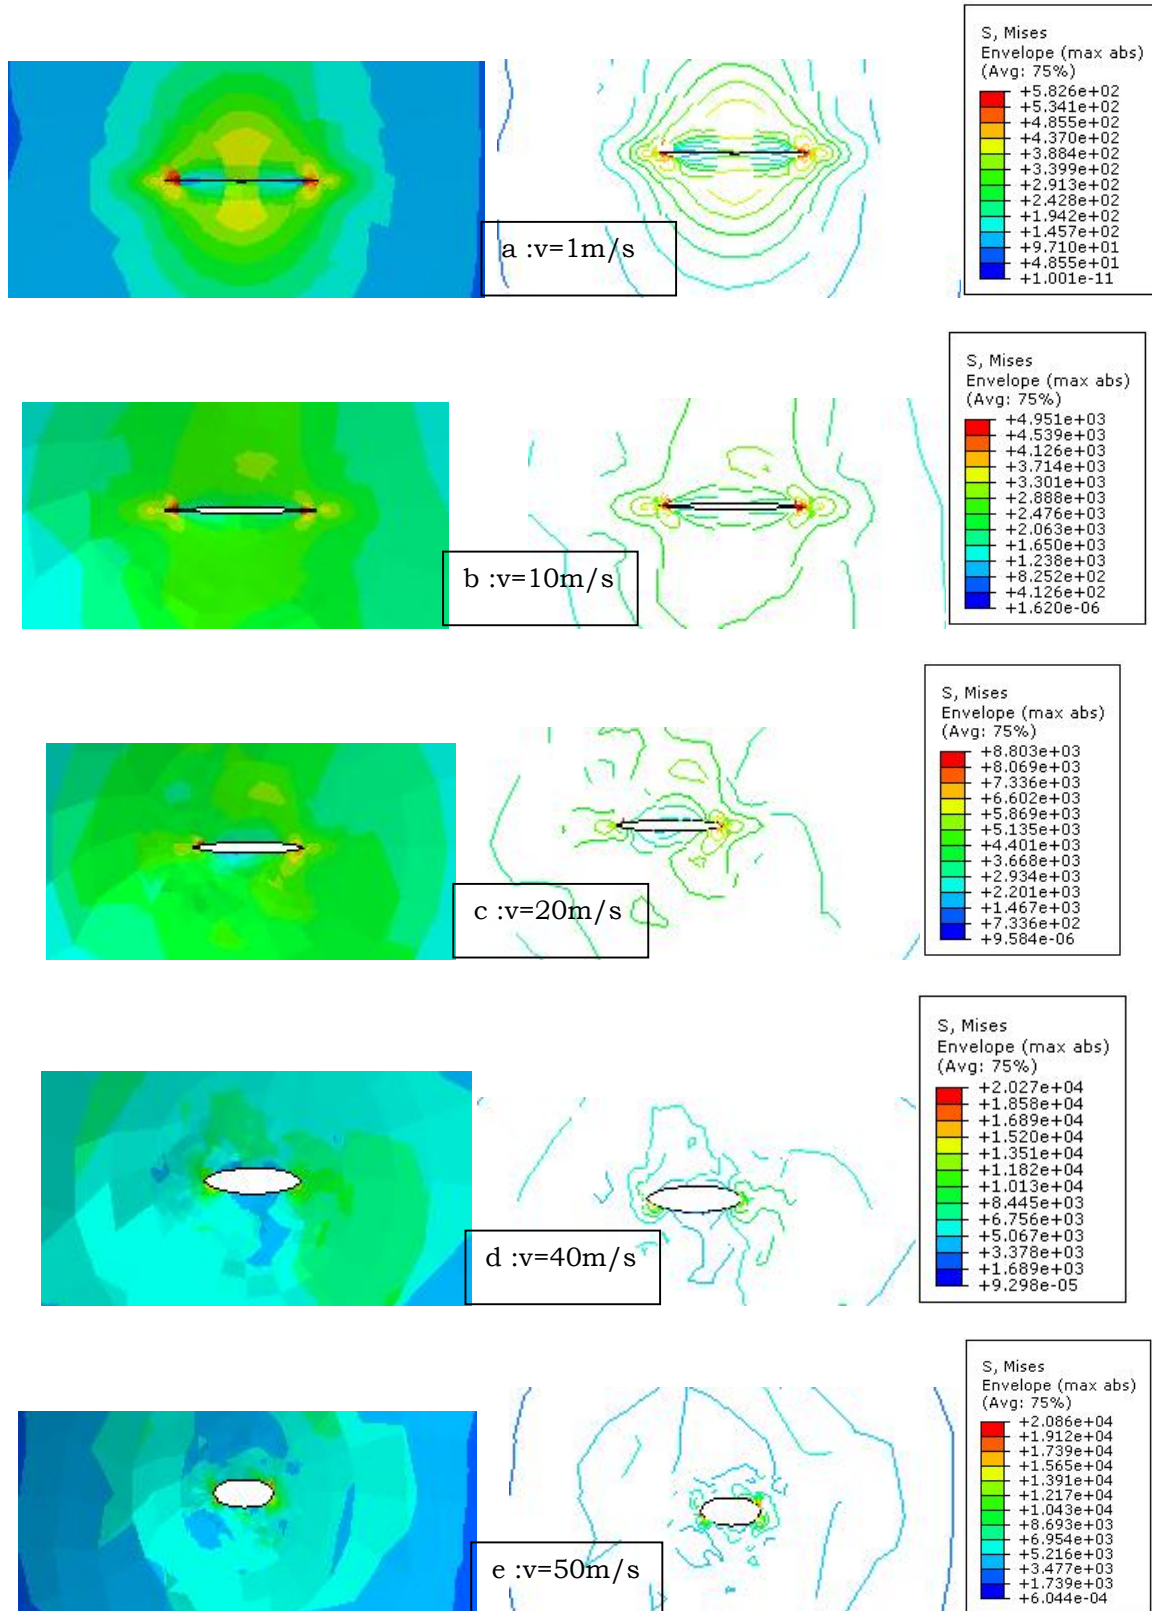 S, Mises
Envelope (max abs)
(Avg: 75%)
+5.826e+02
+5.341e+02
+4.855e+02
+4.370e+02
+3.884e+02
+3.399e+02
+2.913e+02
+2.428e+02
+1.942e+02
+1.457e+02
+9.710e+01
+4.855e+01
+1.001e-11
a :v=1m/s
S, Mises
Envelope (max abs)
(Avg: 75%)
+4.951e+03
+4.539e+03
+4.126e+03
+3.714e+03
+3.301e+03
+2.888e+03
+2.476e+03
+2.063e+03
+1.650e+03
+1.238e+03
+8.252e+02
+4.126e+02
+1.620e-06
b :v=10m/s
S, Mises
Envelope (max abs)
(Avg: 75%)
+8.803e+03
+8.069e+03
+7.336e+03
+6.602e+03
+5.869e+03
+5.135e+03
+4.401e+03
+3.668e+03
+2.934e+03
+2.201e+03
+1.467e+03
+7.336e+02
+9.584e-06
c :v=20m/s
S, Mises
Envelope (max abs)
(Avg: 75%)
+2.027e+04
+1.858e+04
+1.689e+04
+1.520e+04
+1.351e+04
+1.182e+04
+1.013e+04
+8.445e+03
+6.756e+03
+5.067e+03
+3.378e+03
+1.689e+03
+9.298e-05
d :v=40m/s
S, Mises
Envelope (max abs)
(Avg: 75%)
+2.086e+04
+1.912e+04
+1.739e+04
+1.565e+04
+1.391e+04
+1.217e+04
+1.043e+04
+8.693e+03
+6.954e+03
+5.216e+03
+3.477e+03
+1.739e+03
+6.044e-04
e :v=50m/s